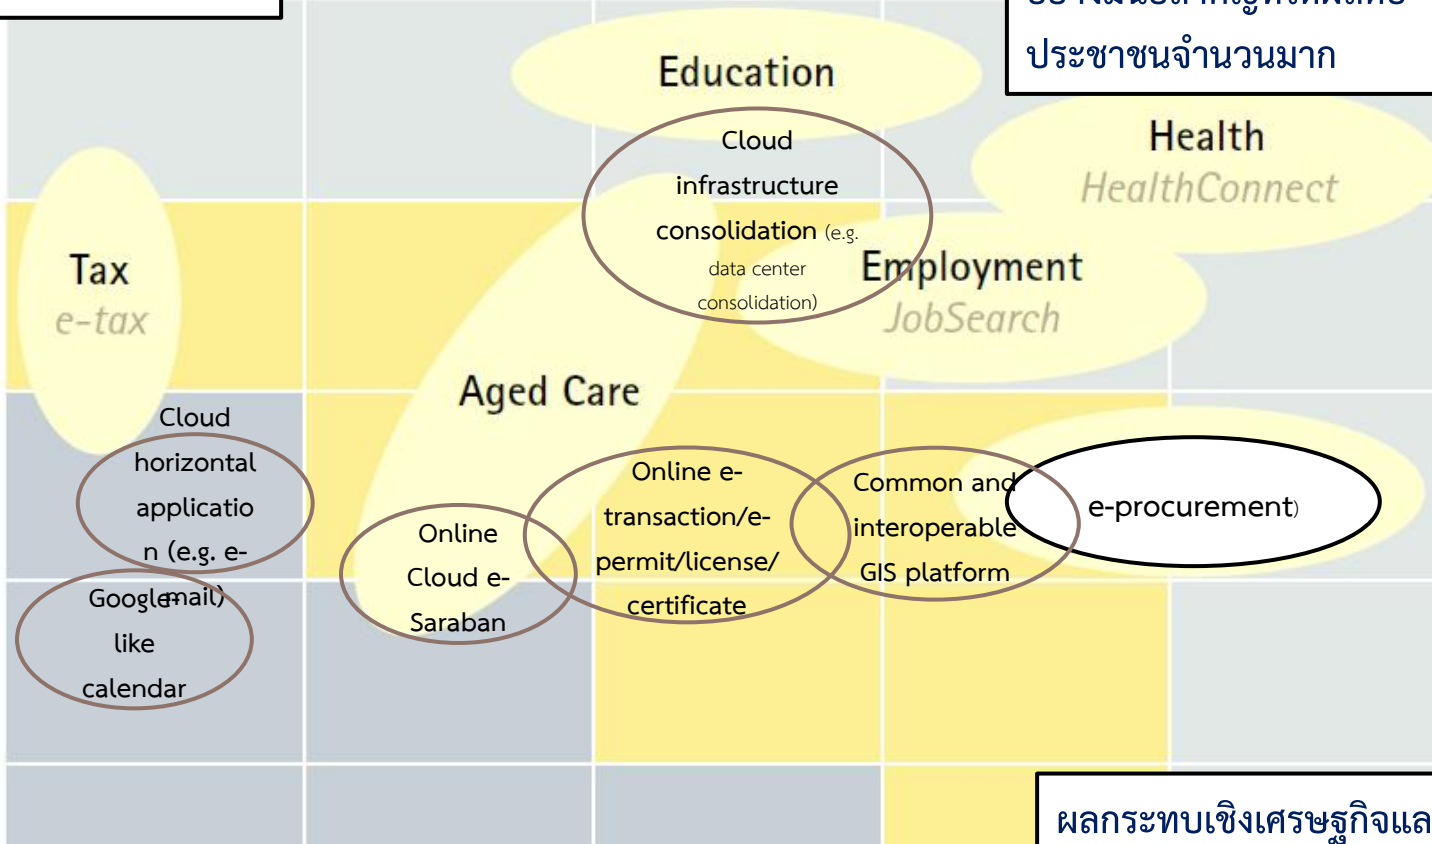 ประชาชนจำนวนมาก
Education
Cloud
infrastructure
consolidation (e.g.
data center
consolidation)
Health
HealthConnect
Employment
JobSearch
Tax
e-tax
Aged Care
Cloud
horizontal
applicatio
n (e.g. e-
mail)
Google-
like
calendar
Online
Cloud e-
Saraban
Online e-
transaction/e-
permit/license/
certificate
Common and
interoperable
GIS platform
e-procurement)
ผลกระทบเชิงเศรษฐกิจแล